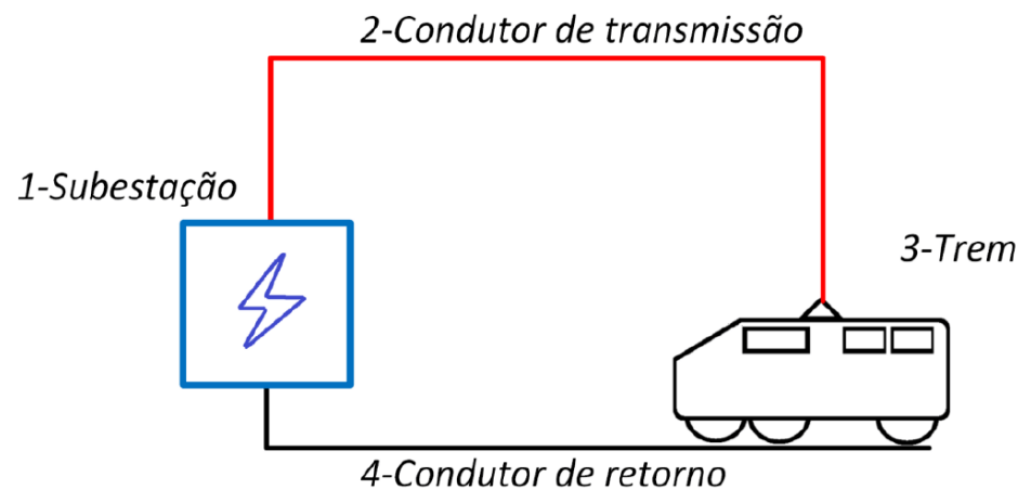 2-Condutor de transmissão
1-Subestação
3-Trem
4-Condutor de retorno